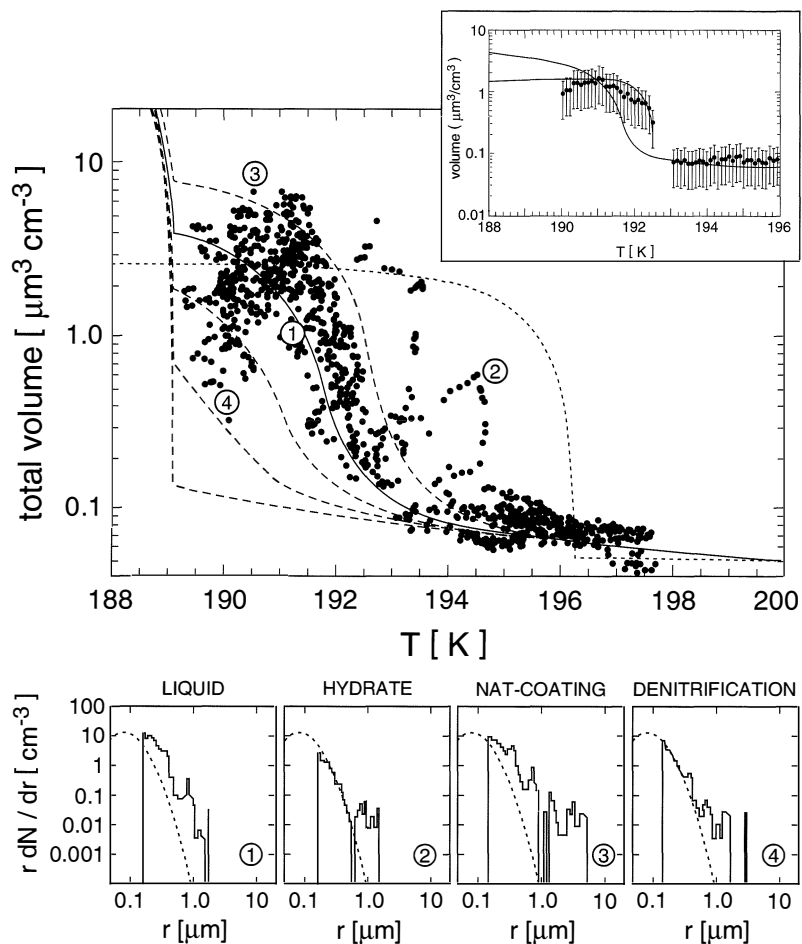 volume ( μm³/cm³)
10
1
0.1
0.01
188 190 192 194 196
T [ K ]
total volume [ μm³ cm⁻³ ]
10
1.0
0.1
③
①
②
④
188 190 192 194 196 198 200
T [ K ]
LIQUID HYDRATE NAT-COATING DENITRIFICATION
r dN / dr [ cm⁻³ ]
100
10
1
0.1
0.01
0.001
① ② ③ ④
0.1 1.0 10 0.1 1.0 10 0.1 1.0 10 0.1 1.0 10
r [μm] r [μm] r [μm] r [μm]